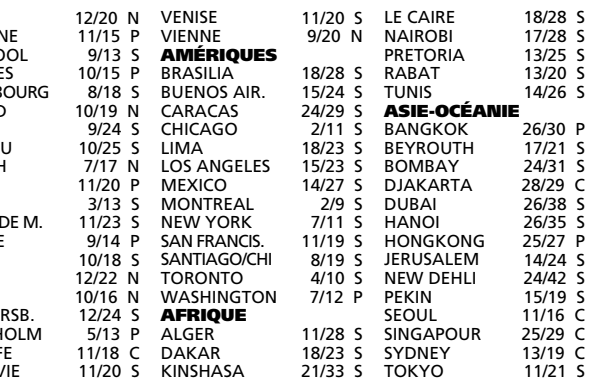 12/20 N
NE 11/15 P
OOL 9/13 S
ES 10/15 P
BOURG 8/18 S
10/19 N
9/24 S
U 10/25 S
H 7/17 N
11/20 P
3/13 S
DE M. 11/23 S
E 9/14 P
10/18 S
12/22 N
10/16 N
RSB. 12/24 S
HOLM 5/13 P
FE 11/18 C
VIE 11/20 S
VENISE 11/20 S
VIENNE 9/20 N
AMÉRIQUES
BRASILIA 18/28 S
BUENOS AIR. 15/24 S
CARACAS 24/29 S
CHICAGO 2/11 S
LIMA 18/23 S
LOS ANGELES 15/23 S
MEXICO 14/27 S
MONTREAL 2/9 S
NEW YORK 7/11 S
SAN FRANCIS. 11/19 S
SANTIAGO/CHI 8/19 S
TORONTO 4/10 S
WASHINGTON 7/12 P
AFRIQUE
ALGER 11/28 S
DAKAR 18/23 S
KINSHASA 21/33 S
LE CAIRE 18/28 S
NAIROBI 17/28 S
PRETORIA 13/25 S
RABAT 13/20 S
TUNIS 14/26 S
ASIE-OCÉANIE
BANGKOK 26/30 P
BEYROUTH 17/21 S
BOMBAY 24/31 S
DJAKARTA 28/29 C
DUBAI 26/38 S
HANOI 26/35 S
HONGKONG 25/27 P
JERUSALEM 14/24 S
NEW DEHLI 24/42 S
PEKIN 15/19 S
SEOUL 11/16 C
SINGAPOUR 25/29 C
SYDNEY 13/19 C
TOKYO 11/21 S